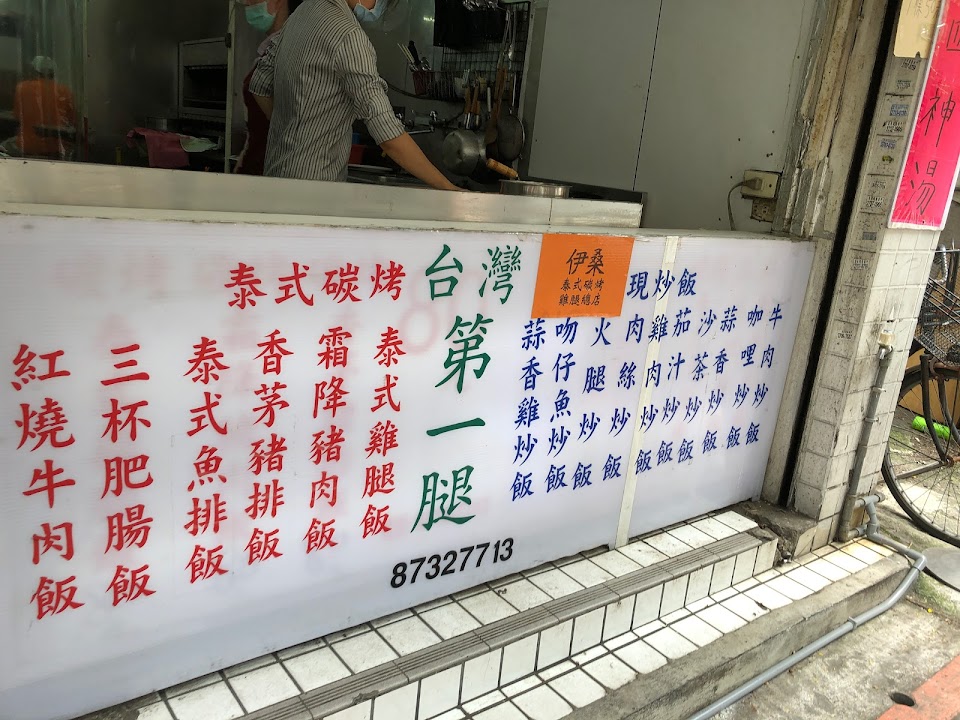 台灣
第一腿
87327713
泰式碳烤
泰式雞腿飯
霜降豬肉飯
香茅豬排飯
泰式魚排飯
三杯肥腸飯
紅燒牛肉飯
伊桑
泰式碳烤
雞腿總店
現炒飯
牛肉炒飯
咖哩炒飯
蒜香炒飯
沙茶炒飯
茄汁炒飯
雞肉炒飯
肉絲炒飯
火腿炒飯
吻仔魚炒飯
蒜香雞炒飯
神湯